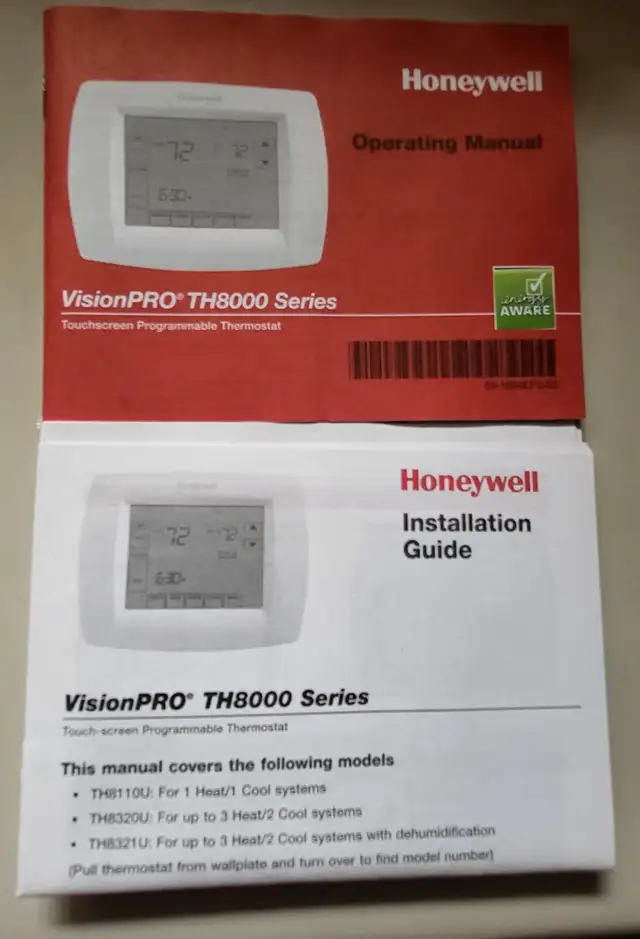 Honeywell
Operating Manual
72
72
6:30
VisionPRO® TH8000 Series
Touchscreen Programmable Thermostat
energy
AWARE
Honeywell
Installation
Guide
72
72
6:30
VisionPRO® TH8000 Series
Touch-screen Programmable Thermostat
This manual covers the following models
• TH8110U: For 1 Heat/1 Cool systems
• TH8320U: For up to 3 Heat/2 Cool systems
• TH8321U: For up to 3 Heat/2 Cool systems with dehumidification
(Pull thermostat from wallplate and turn over to find model number)